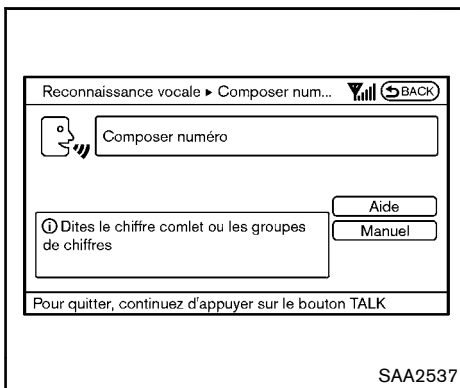 Reconnaissance vocale ▸ Composer num... BACK
Composer numéro
Aide
Dites le chiffre comlet ou les groupes
de chiffres
Manuel
Pour quitter, continuez d'appuyer sur le bouton TALK
SAA2537